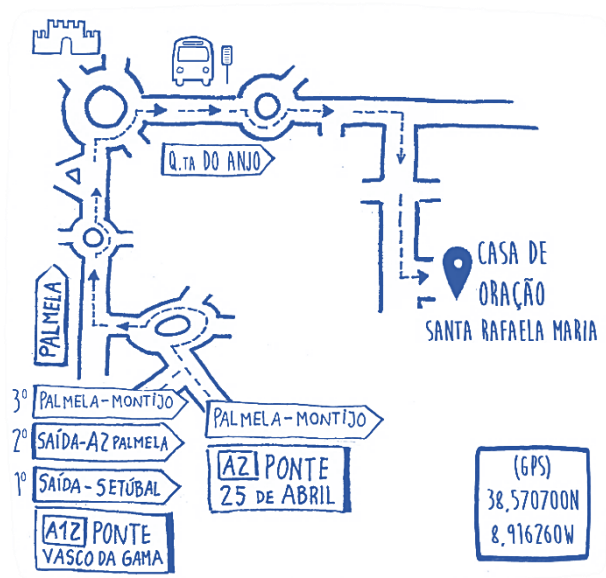 Q.TA DO ANJO
CASA DE
ORAÇÃO
SANTA RAFAELA MARIA
PALMELA
3º PALMELA-MONTIJO
2º SAÍDA-A2 PALMELA
1º SAÍDA-SETÚBAL
A12 PONTE
VASCO DA GAMA
PALMELA-MONTIJO
A2 PONTE
25 DE ABRIL
(GPS)
38,570700N
8,916260W